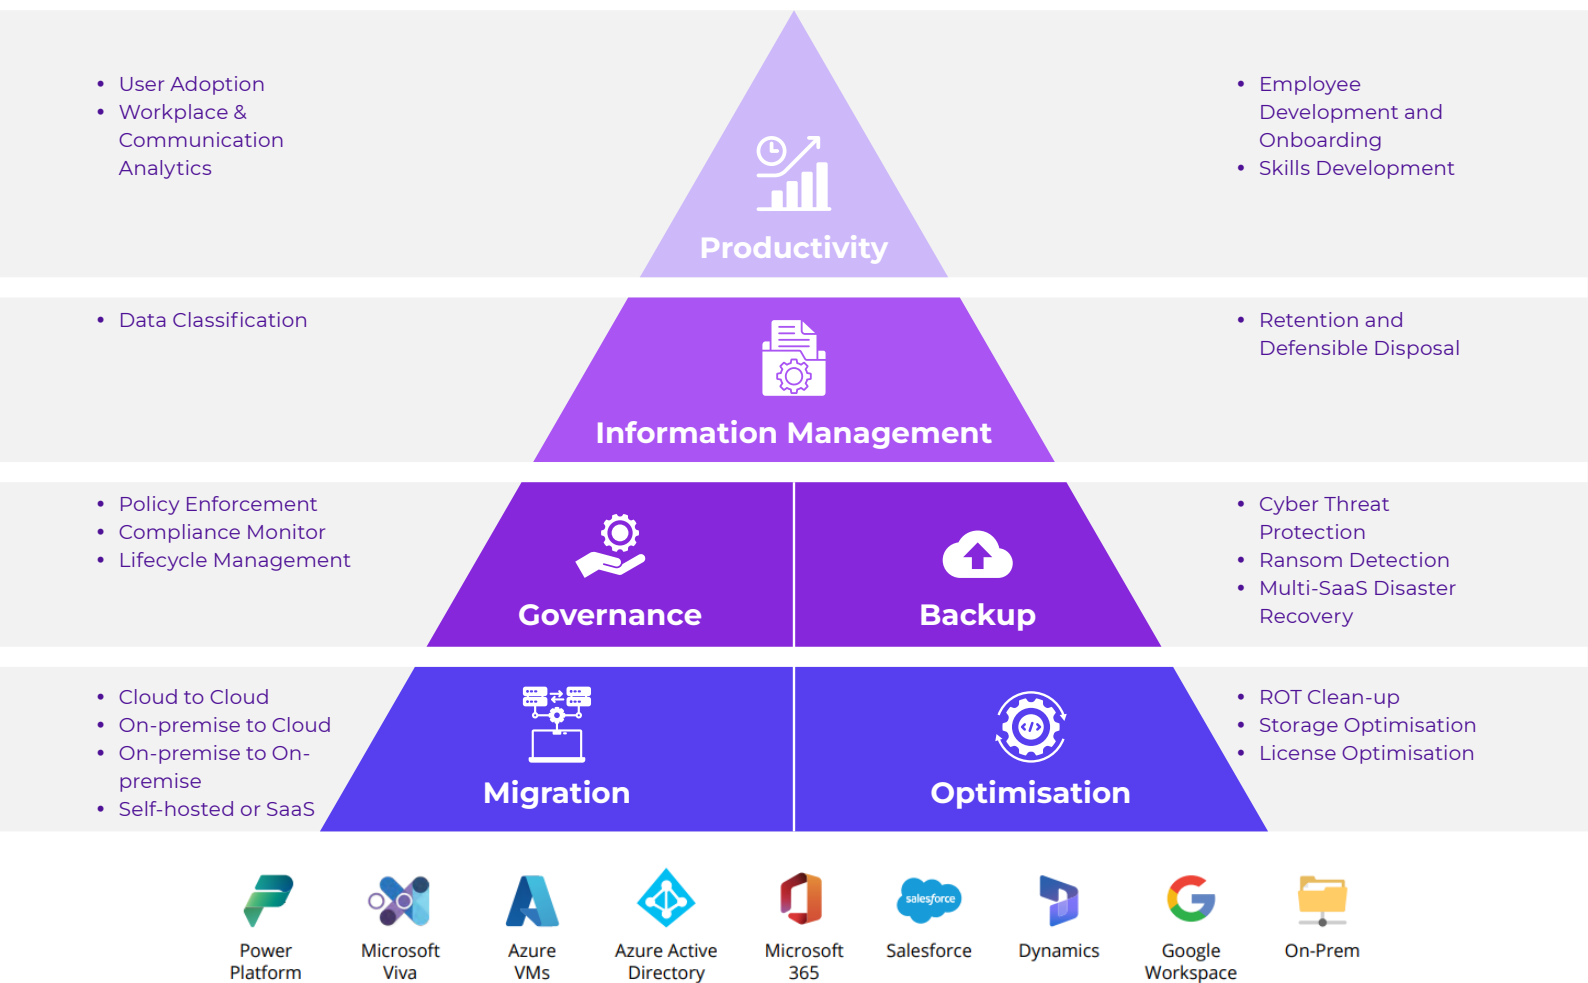 • User Adoption
• Workplace &
Communication
Analytics
• Employee
Development and
Onboarding
• Skills Development
Productivity
• Data Classification
• Retention and
Defensible Disposal
Information Management
• Policy Enforcement
• Compliance Monitor
• Lifecycle Management
• Cyber Threat
Protection
• Ransom Detection
• Multi-SaaS Disaster
Recovery
Governance
Backup
• Cloud to Cloud
• On-premise to Cloud
• On-premise to On-
premise
• Self-hosted or SaaS
• ROT Clean-up
• Storage Optimisation
• License Optimisation
</>
Migration
Optimisation
salesforce
Power
Platform
Microsoft
Viva
Azure
VMs
Azure Active
Directory
Microsoft
365
Salesforce
Dynamics
Google
Workspace
On-Prem